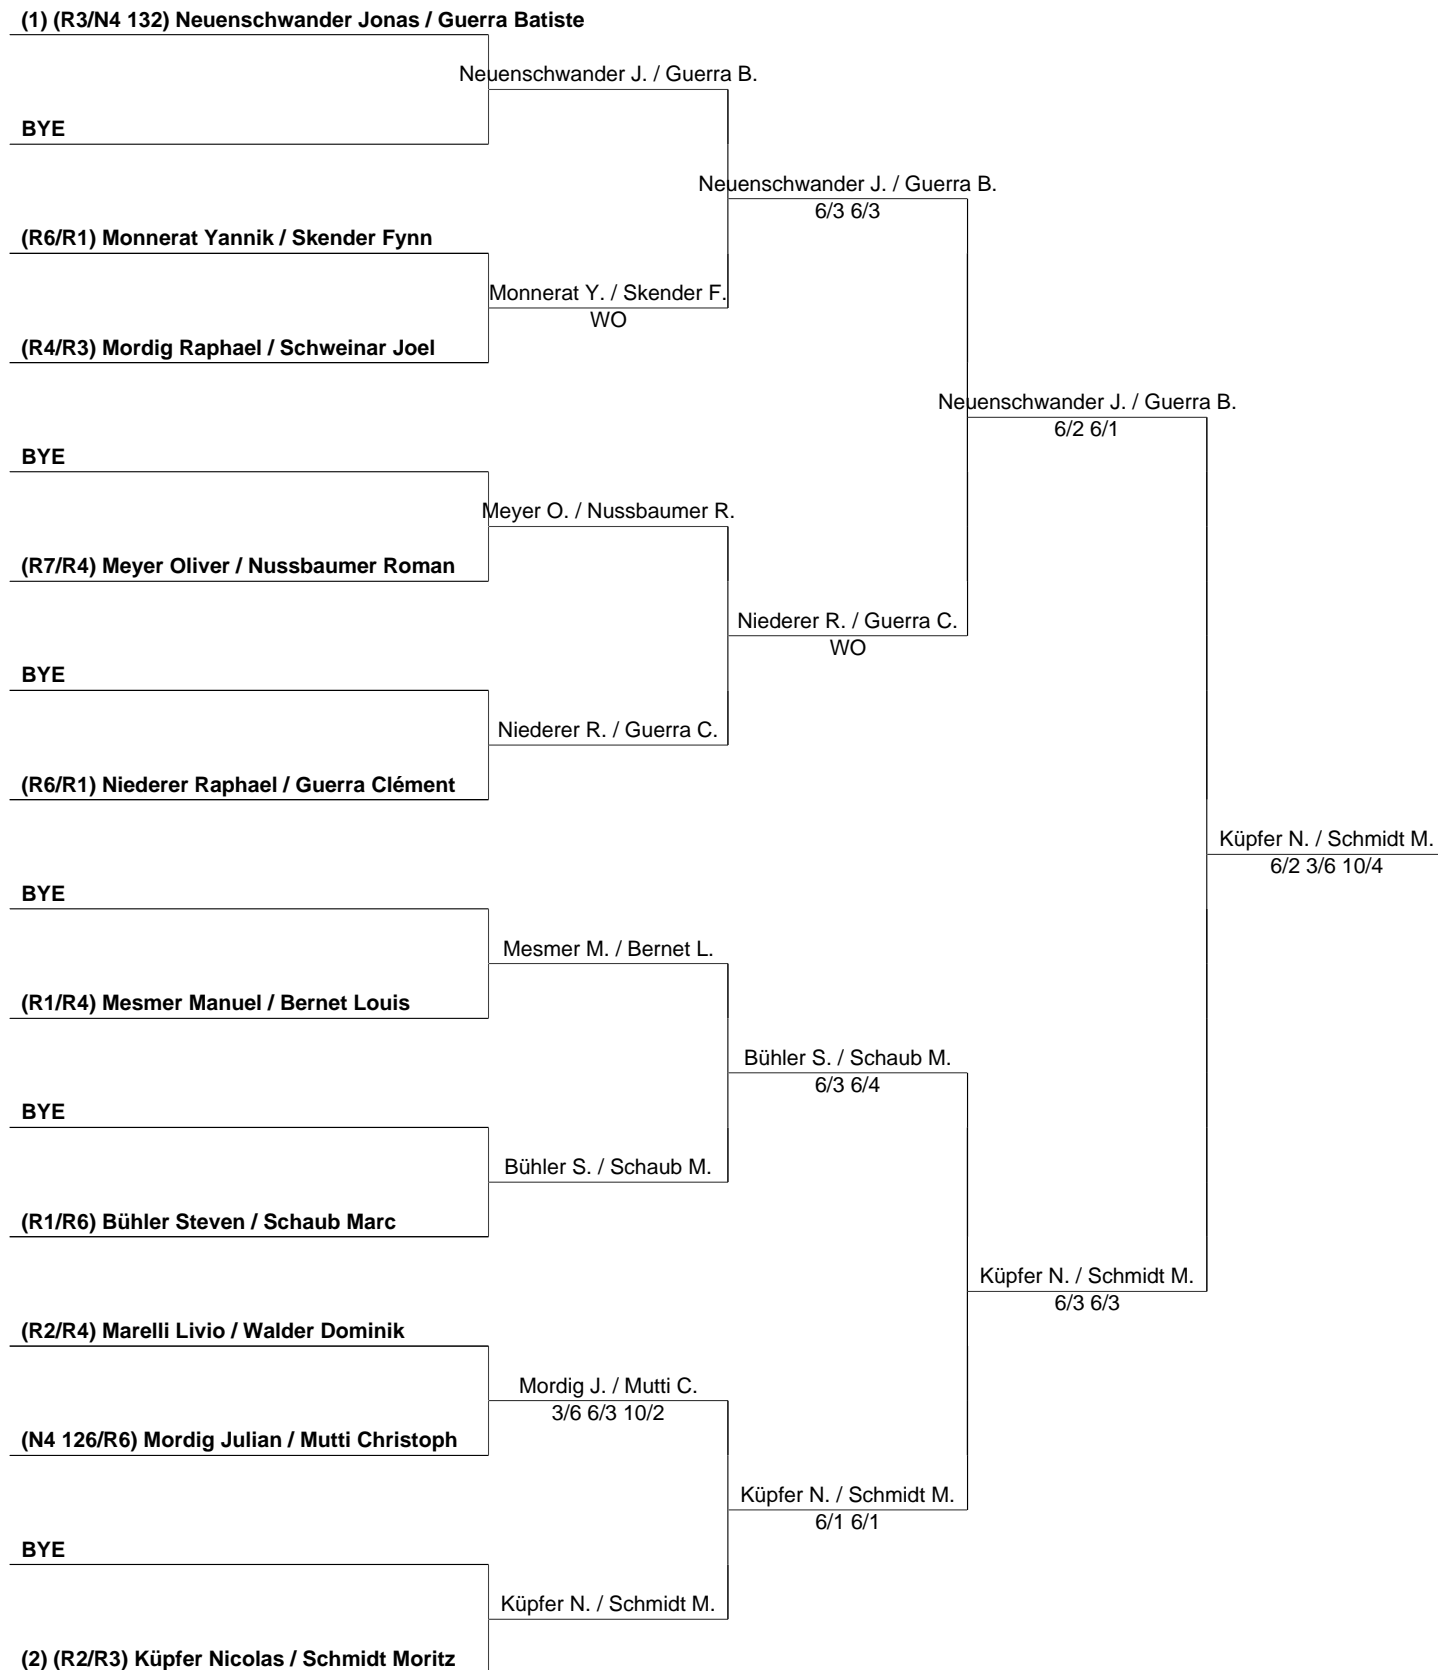 (1) (R3/N4 132) Neuenschwander Jonas / Guerra Batiste
Neuenschwander J. / Guerra B.
BYE
Neuenschwander J. / Guerra B.
6/3 6/3
(R6/R1) Monnerat Yannik / Skender Fynn
Monnerat Y. / Skender F.
WO
(R4/R3) Mordig Raphael / Schweinar Joel
Neuenschwander J. / Guerra B.
6/2 6/1
BYE
Meyer O. / Nussbaumer R.
(R7/R4) Meyer Oliver / Nussbaumer Roman
Niederer R. / Guerra C.
WO
BYE
Niederer R. / Guerra C.
(R6/R1) Niederer Raphael / Guerra Clément
Küpfer N. / Schmidt M.
6/2 3/6 10/4
BYE
Mesmer M. / Bernet L.
(R1/R4) Mesmer Manuel / Bernet Louis
Bühler S. / Schaub M.
6/3 6/4
BYE
Bühler S. / Schaub M.
(R1/R6) Bühler Steven / Schaub Marc
Küpfer N. / Schmidt M.
6/3 6/3
(R2/R4) Marelli Livio / Walder Dominik
Mordig J. / Mutti C.
3/6 6/3 10/2
(N4 126/R6) Mordig Julian / Mutti Christoph
Küpfer N. / Schmidt M.
6/1 6/1
BYE
Küpfer N. / Schmidt M.
(2) (R2/R3) Küpfer Nicolas / Schmidt Moritz